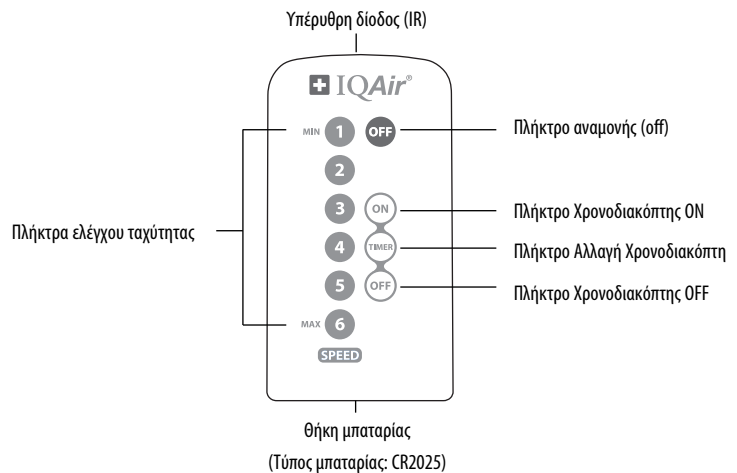 Υπέρυθρη δίοδος (IR)
IQAir®
MIN 1 OFF
Πλήκτρο αναμονής (off)
2
3 ON
Πλήκτρο Χρονοδιακόπτης ON
Πλήκτρα ελέγχου ταχύτητας
4 TIMER
Πλήκτρο Αλλαγή Χρονοδιακόπτη
5 OFF
Πλήκτρο Χρονοδιακόπτης OFF
MAX 6
SPEED
Θήκη μπαταρίας
(Τύπος μπαταρίας: CR2025)